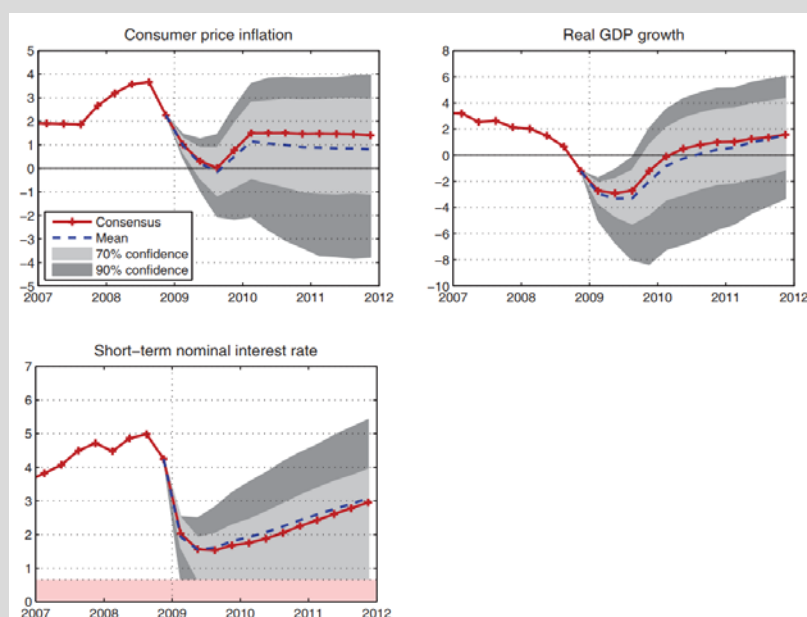 Consumer price inflation
5
4
3
2
1
0
−1
−2
−3
−4
−5
Consensus
Mean
70% confidence
90% confidence
2007 2008 2009 2010 2011 2012
Real GDP growth
8
6
4
2
0
−2
−4
−6
−8
−10
2007 2008 2009 2010 2011 2012
Short−term nominal interest rate
7
6
5
4
3
2
1
0
2007 2008 2009 2010 2011 2012